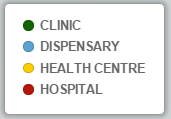 CLINIC
DISPENSARY
HEALTH CENTRE
HOSPITAL